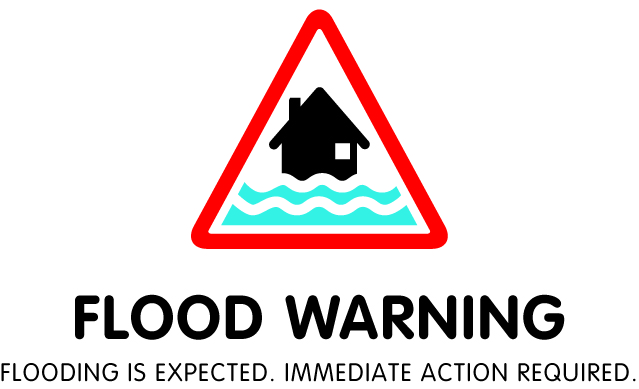 FLOOD WARNING
FLOODING IS EXPECTED. IMMEDIATE ACTION REQUIRED.